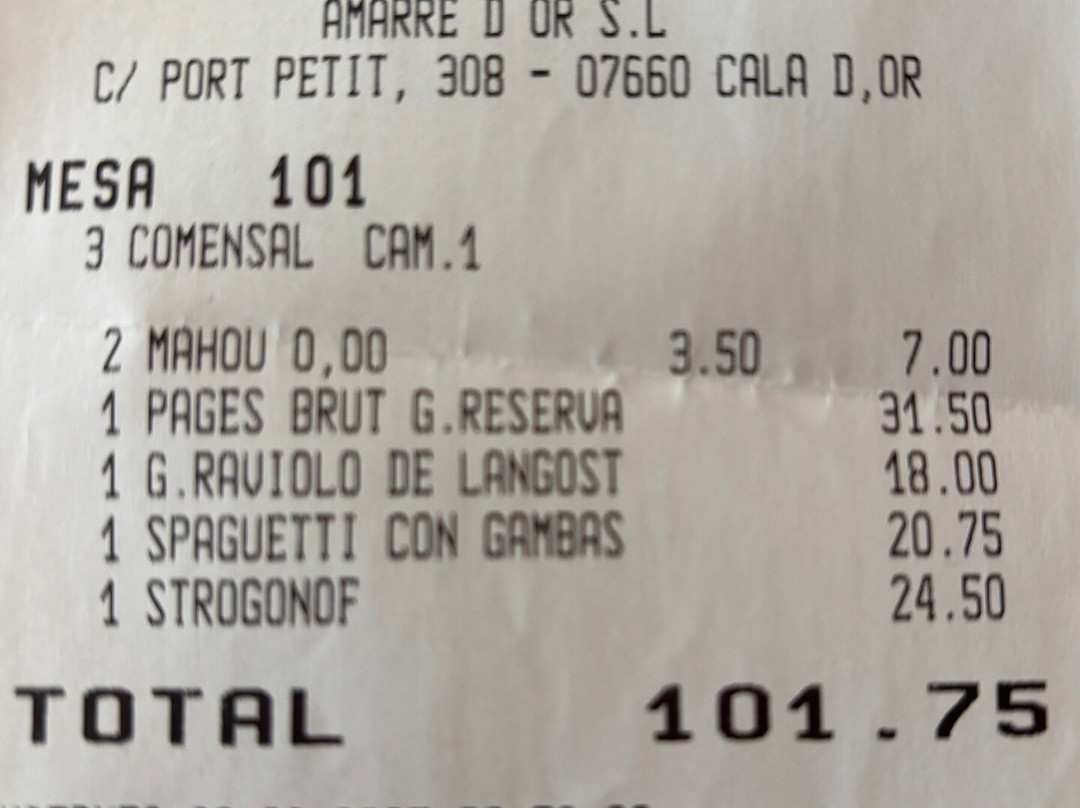 AMARRE D OR S.L
C/ PORT PETIT, 308 - 07660 CALA D,OR
MESA 101
3 COMENSAL CAM.1
2 MAHOU 0,00 3.50 7.00
1 PAGES BRUT G.RESERVA 31.50
1 G.RAVIOLO DE LANGOST 18.00
1 SPAGUETTI CON GAMBAS 20.75
1 STROGONOF 24.50
TOTAL 101.75